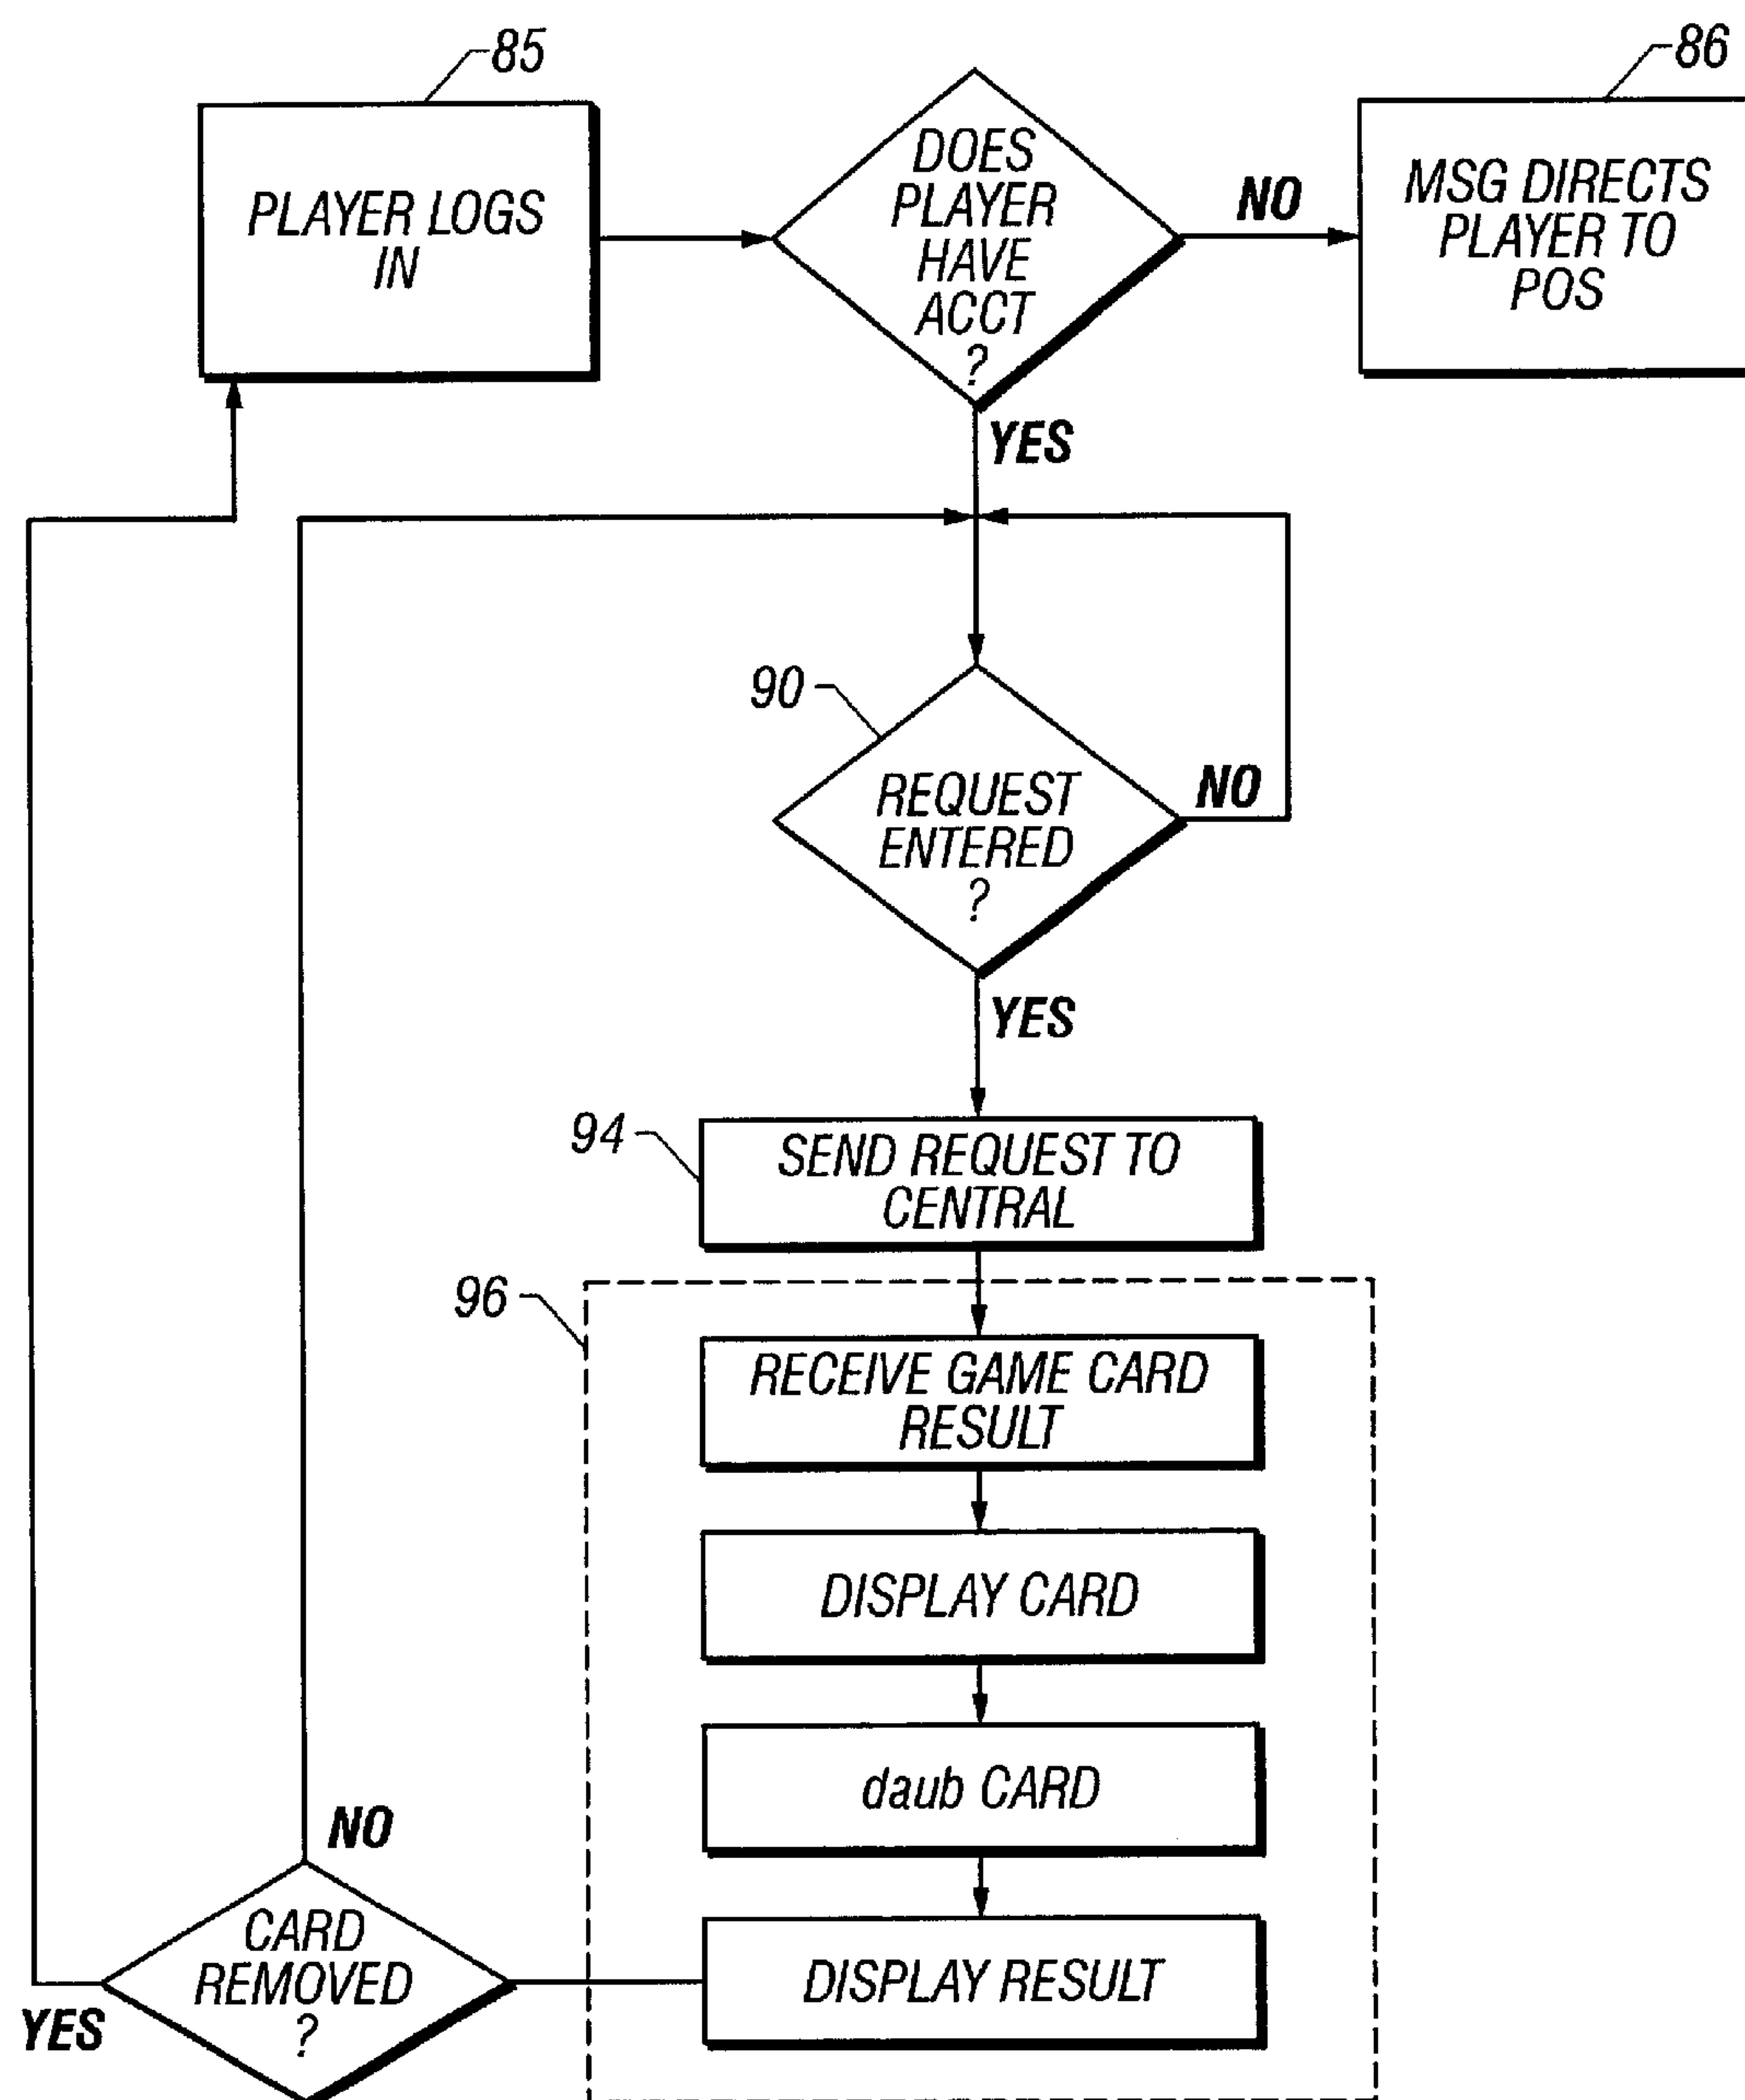 85
86
PLAYER LOGS
IN
DOES
PLAYER
HAVE
ACCT
?
NO
MSG DIRECTS
PLAYER TO
POS
YES
90
REQUEST
ENTERED
?
NO
YES
94
SEND REQUEST TO
CENTRAL
96
RECEIVE GAME CARD
RESULT
DISPLAY CARD
daub CARD
DISPLAY RESULT
NO
CARD
REMOVED
?
YES